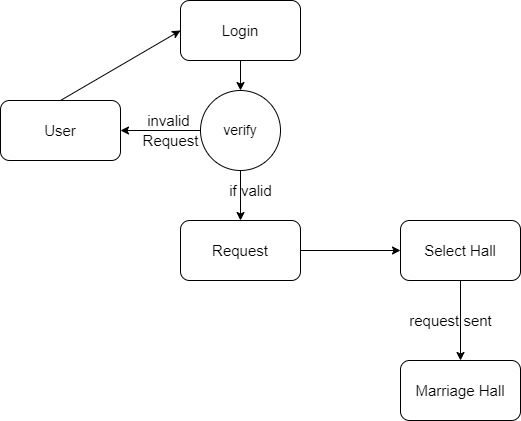 Login
User
invalid
Request
verify
if valid
Request
Select Hall
request sent
Marriage Hall